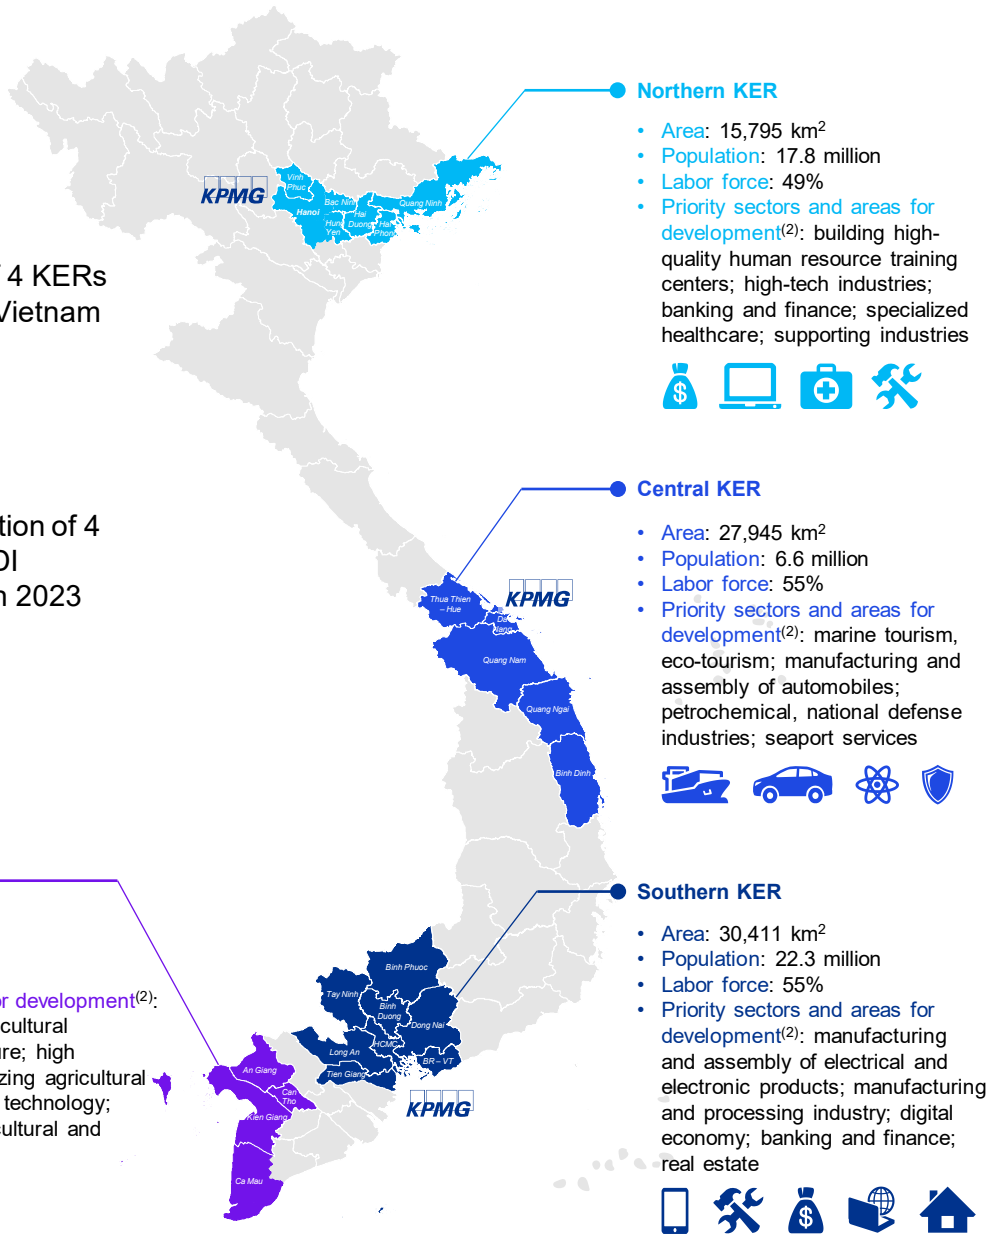 Northern KER
• Area: 15,795 km2
• Population: 17.8 million
• Labor force: 49%
• Priority sectors and areas for
development(2): building high-
quality human resource training
centers; high-tech industries;
banking and finance; specialized
healthcare; supporting industries
KPMG
Vinh
Phuc
Hanoi
Bac Ninh
Hung
Yen
Hai
Duong
Hai
Phong
Quang Ninh
4 KERs
Vietnam
Central KER
• Area: 27,945 km2
• Population: 6.6 million
• Labor force: 55%
• Priority sectors and areas for
development(2): marine tourism,
eco-tourism; manufacturing and
assembly of automobiles;
petrochemical, national defense
industries; seaport services
tion of 4
DI
n 2023
KPMG
Thua Thien
– Hue
Da
Nang
Quang Nam
Quang Ngai
Binh Dinh
Southern KER
• Area: 30,411 km2
• Population: 22.3 million
• Labor force: 55%
• Priority sectors and areas for
development(2): manufacturing
and assembly of electrical and
electronic products; manufacturing
and processing industry; digital
economy; banking and finance;
real estate
Binh Phuoc
Tay Ninh
Binh
Duong
Dong Nai
HCMC
Long An
BR – VT
Tien Giang
KPMG
or development(2):
icultural
ure; high
zing agricultural
technology;
cultural and
An Giang
Can
Tho
Kien Giang
Ca Mau